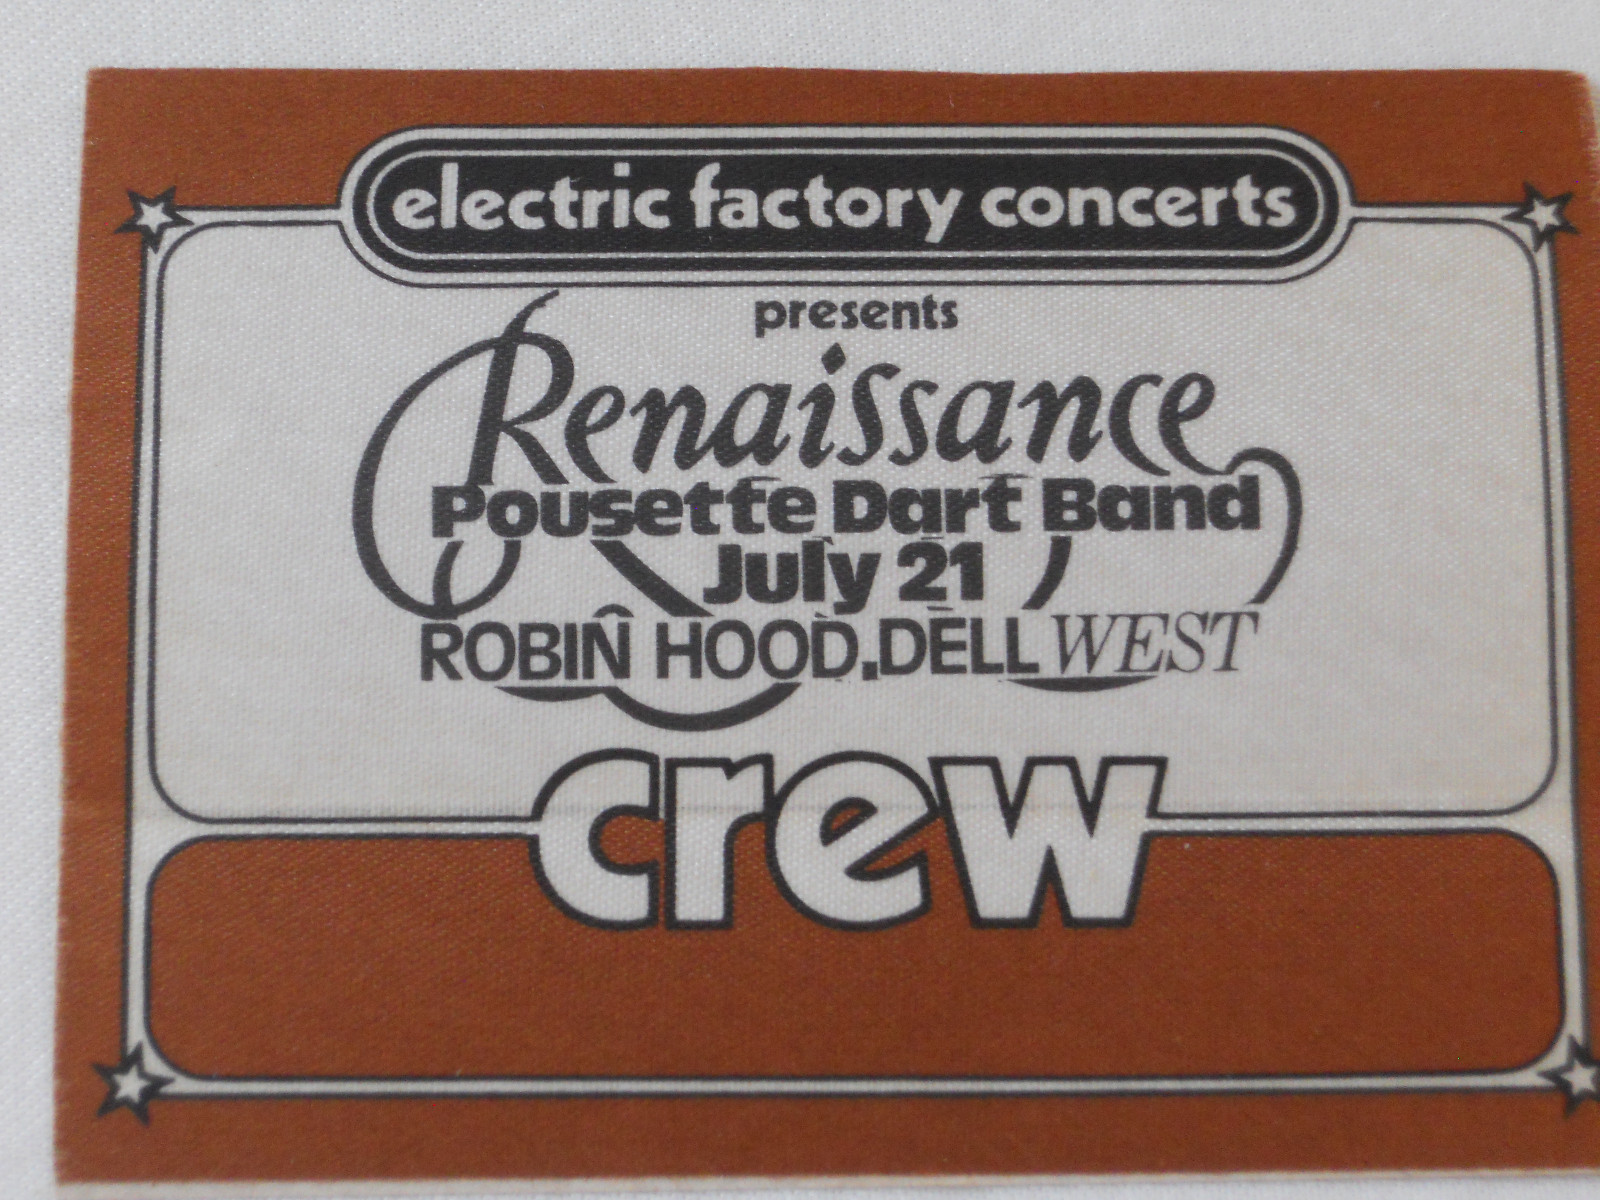 electric factory concerts
presents
Renaissance
Pousette Dart Band
July 21
ROBIN HOOD.DELL WEST
crew